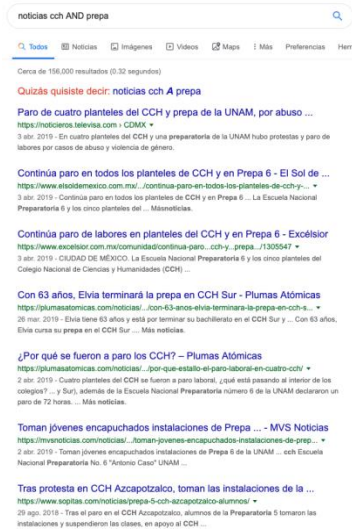 noticias cch AND prepa
Todos Noticias Imágenes Videos Maps Más Preferencias Herr
Cerca de 156,000 resultados (0.32 segundos)
Quizás quisiste decir: noticias cch A prepa
Paro de cuatro planteles del CCH y prepa de la UNAM, por abuso ...
https://noticieros.televisa.com › CDMX
3 abr. 2019 - En cuatro planteles del CCH y una preparatoria de la UNAM hubo protestas y paro de
labores por casos de abuso y violencia de género.
Continúa paro en todos los planteles de CCH y en Prepa 6 - El Sol de ...
https://www.elsoldemexico.com.mx/.../continua-paro-en-todos-los-planteles-de-cch-y-...
3 abr. 2019 - Continúa paro en todos los planteles de CCH y en Prepa 6 ... La Escuela Nacional
Preparatoria 6 y los cinco planteles del ... Másnoticias.
Continúa paro de labores en planteles del CCH y en Prepa 6 - Excélsior
https://www.excelsior.com.mx/comunidad/continua-paro...cch-y...prepa.../1305547
3 abr. 2019 - CIUDAD DE MÉXICO. La Escuela Nacional Preparatoria 6 y los cinco planteles del
Colegio Nacional de Ciencias y Humanidades (CCH) ...
Con 63 años, Elvia terminará la prepa en CCH Sur - Plumas Atómicas
https://plumasatomicas.com/noticias/.../con-63-anos-elvia-terminara-la-prepa-en-cch-s...
26 mar. 2019 - Elvia tiene 63 años y está por terminar su bachillerato en el CCH Sur y ... Con 63 años,
Elvia cursa su prepa en el CCH Sur .... Más noticias.
¿Por qué se fueron a paro los CCH? – Plumas Atómicas
https://plumasatomicas.com/noticias/.../por-que-estallo-el-paro-laboral-en-cuatro-cch/
2 abr. 2019 - Cuatro planteles del CCH se fueron a paro laboral, ¿qué está pasando al interior de los
colegios? ... y Sur), además de la Escuela Nacional Preparatoria número 6 de la UNAM declararon un
paro de 72 horas. ... Más noticias.
Toman jóvenes encapuchados instalaciones de Prepa ... - MVS Noticias
https://mvsnoticias.com/noticias/.../toman-jovenes-encapuchados-instalaciones-de-prep...
2 abr. 2019 - Toman jóvenes encapuchados instalaciones de Prepa 6 de la UNAM ... cch Escuela
Nacional Preparatoria No. 6 "Antonio Caso" UNAM ...
Tras protesta en CCH Azcapotzalco, toman las instalaciones de la ...
https://www.sopitas.com/noticias/prepa-5-cch-azcapotzalco-alumnos/
29 ago. 2018 - Tras el paro en el CCH Azcapotzalco, alumnos de la Preparatoria 5 tomaron las
instalaciones y suspendieron las clases, en apoyo al CCH ...